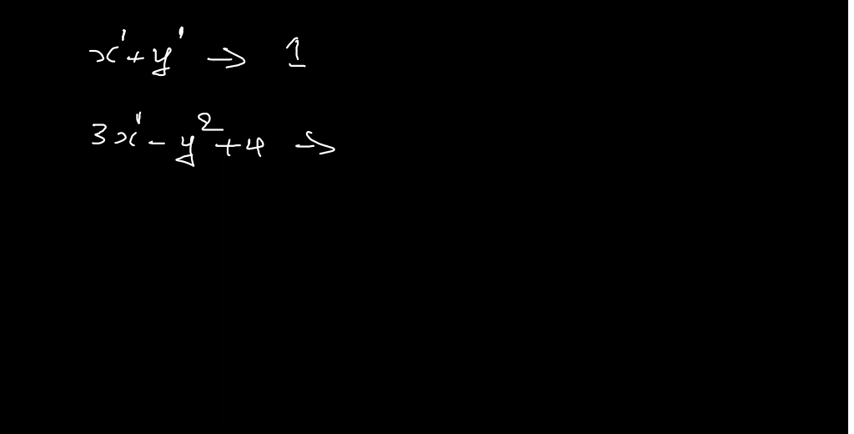 x¹+y¹ → 1
3x¹-y²+4 →